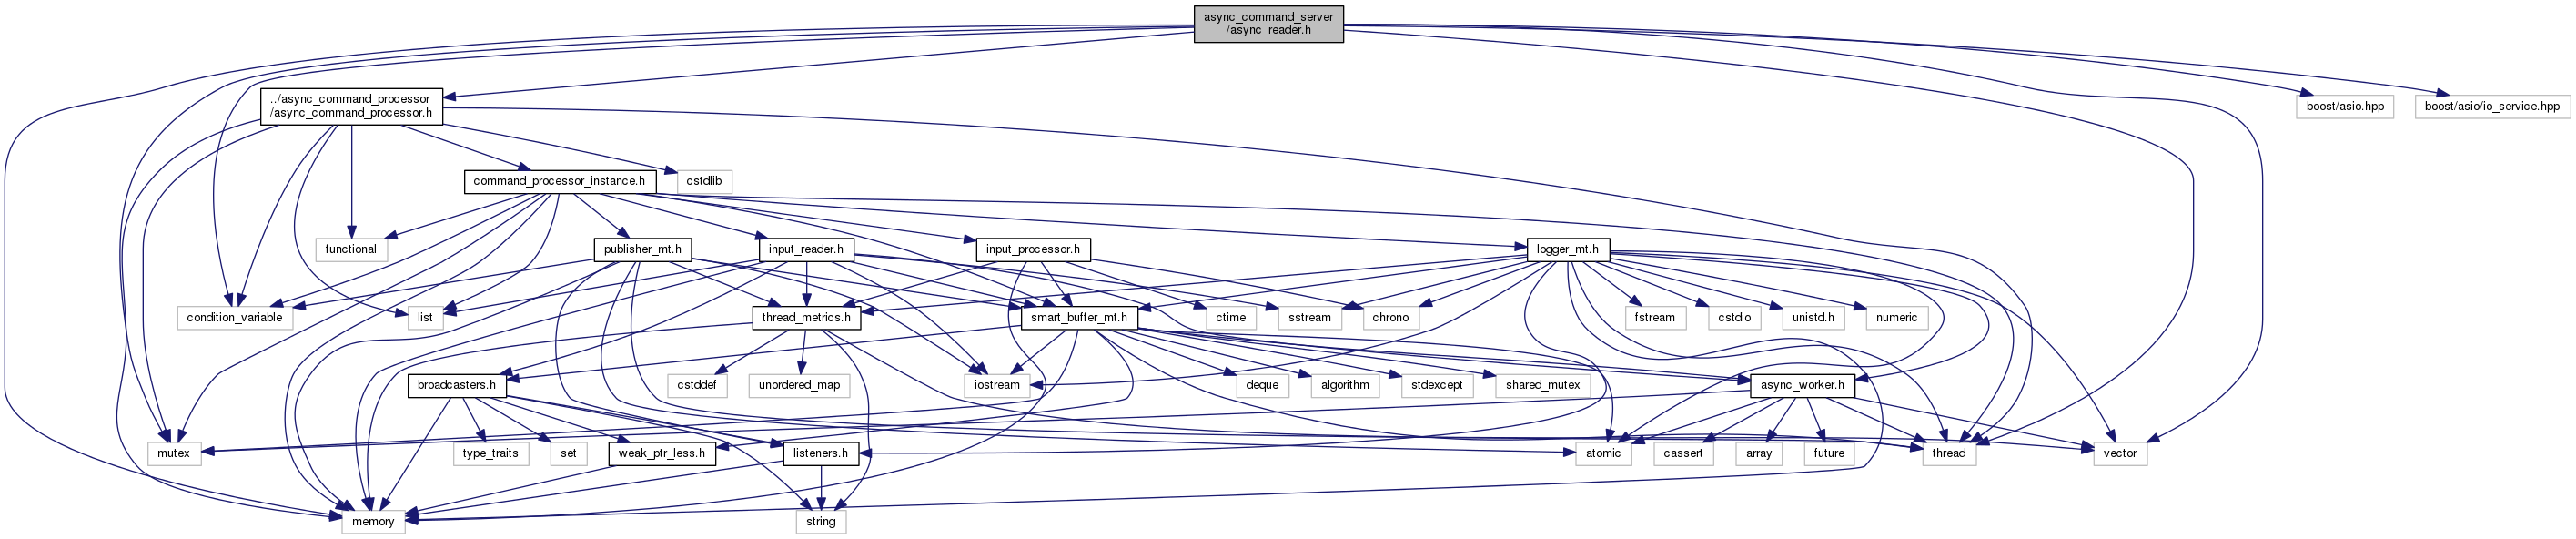 async_command_server
/async_reader.h
../async_command_processor
/async_command_processor.h
boost/asio.hpp
boost/asio/io_service.hpp
command_processor_instance.h
cstdlib
functional
publisher_mt.h
input_reader.h
input_processor.h
logger_mt.h
condition_variable
list
thread_metrics.h
smart_buffer_mt.h
ctime
sstream
chrono
fstream
cstdio
unistd.h
numeric
broadcasters.h
cstddef
unordered_map
iostream
deque
algorithm
stdexcept
shared_mutex
async_worker.h
mutex
type_traits
set
weak_ptr_less.h
listeners.h
atomic
cassert
array
future
thread
vector
memory
string